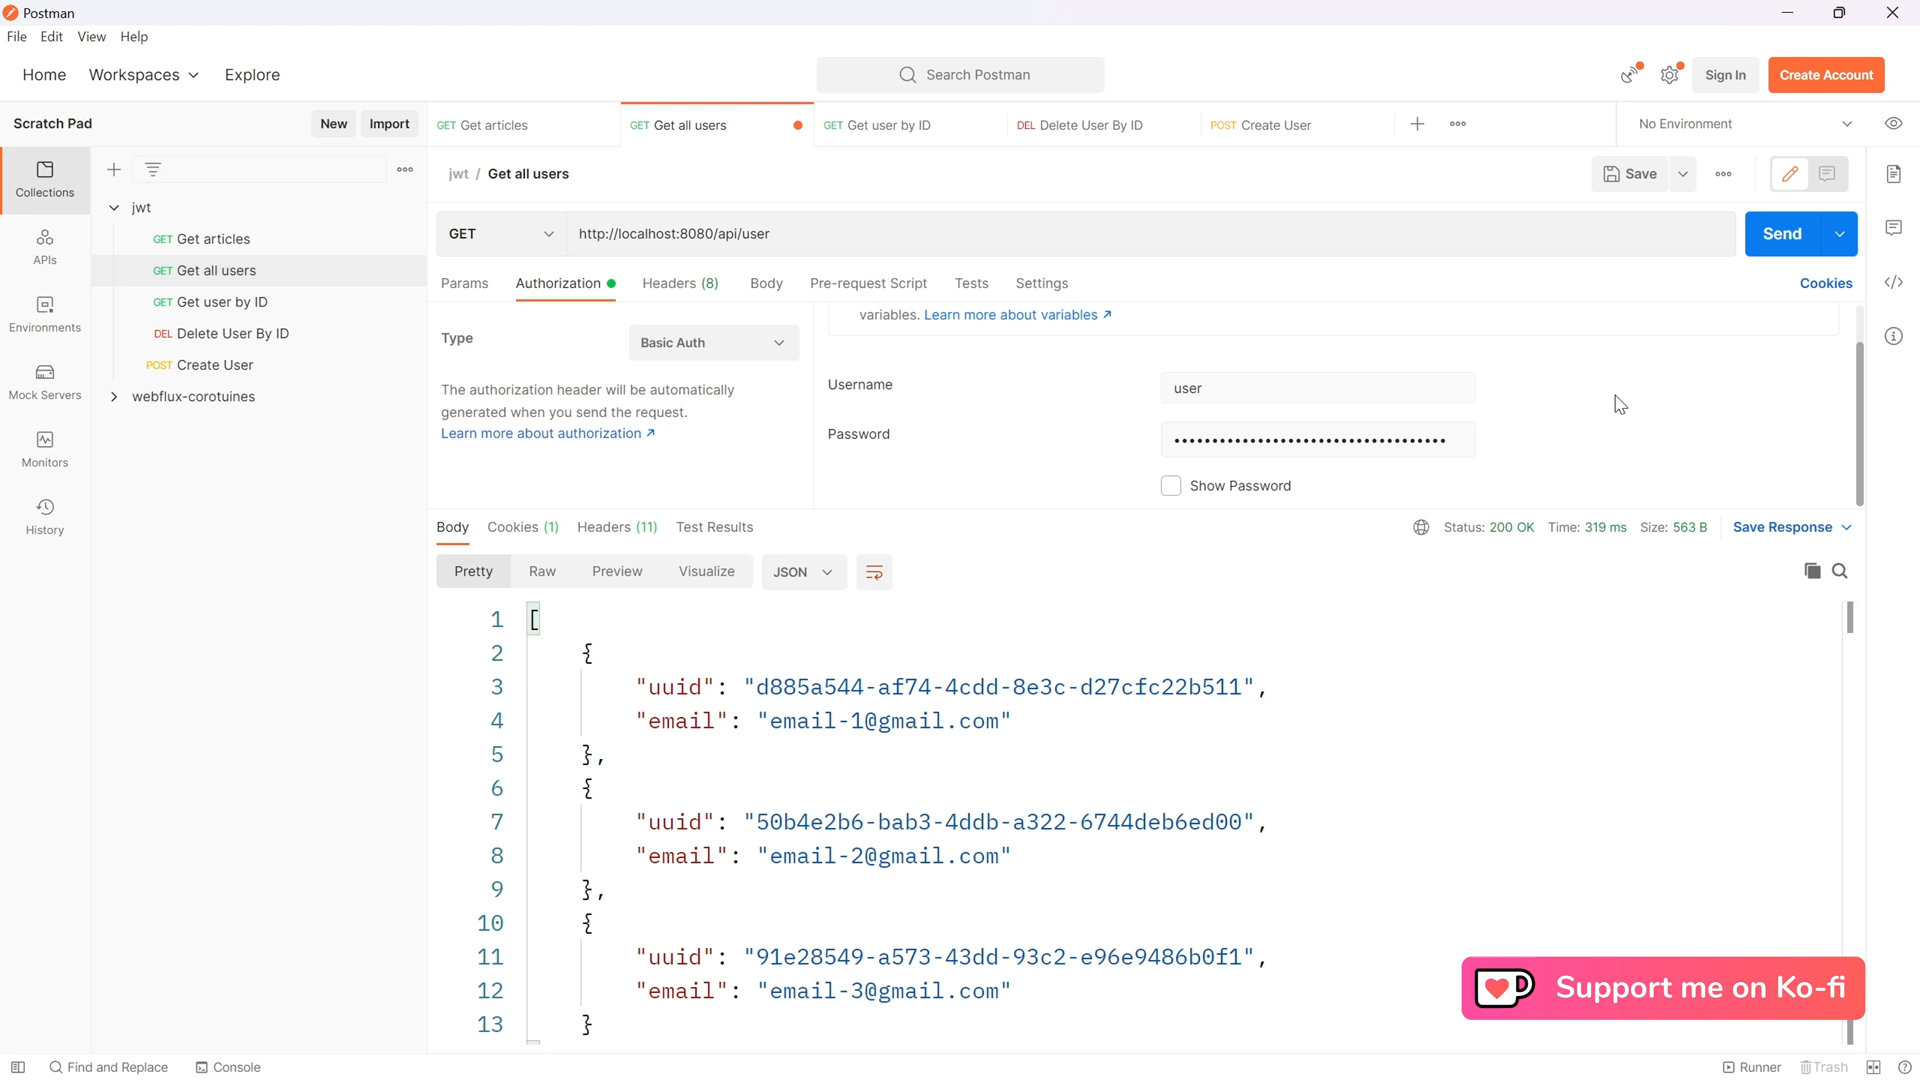 Postman
File Edit View Help
Home Workspaces Explore Search Postman Sign In Create Account
Scratch Pad New Import GET Get articles GET Get all users GET Get user by ID DEL Delete User By ID POST Create User No Environment
Collections
jwt / Get all users Save
jwt
GET Get articles
GET Get all users
GET Get user by ID
DEL Delete User By ID
POST Create User
webflux-corotuines
APIs
Environments
Mock Servers
Monitors
History
GET http://localhost:8080/api/user Send
Params Authorization Headers (8) Body Pre-request Script Tests Settings Cookies
variables. Learn more about variables ↗
Type Basic Auth
The authorization header will be automatically
generated when you send the request.
Learn more about authorization ↗
Username user
Password ••••••••••••••••••••••••••••••••••••
Show Password
Body Cookies (1) Headers (11) Test Results Status: 200 OK Time: 319 ms Size: 563 B Save Response
Pretty Raw Preview Visualize JSON
1 [
2 {
3 "uuid": "d885a544-af74-4cdd-8e3c-d27cfc22b511",
4 "email": "email-1@gmail.com"
5 },
6 {
7 "uuid": "50b4e2b6-bab3-4ddb-a322-6744deb6ed00",
8 "email": "email-2@gmail.com"
9 },
10 {
11 "uuid": "91e28549-a573-43dd-93c2-e96e9486b0f1",
12 "email": "email-3@gmail.com"
13 }
Support me on Ko-fi
Find and Replace Console Runner Trash